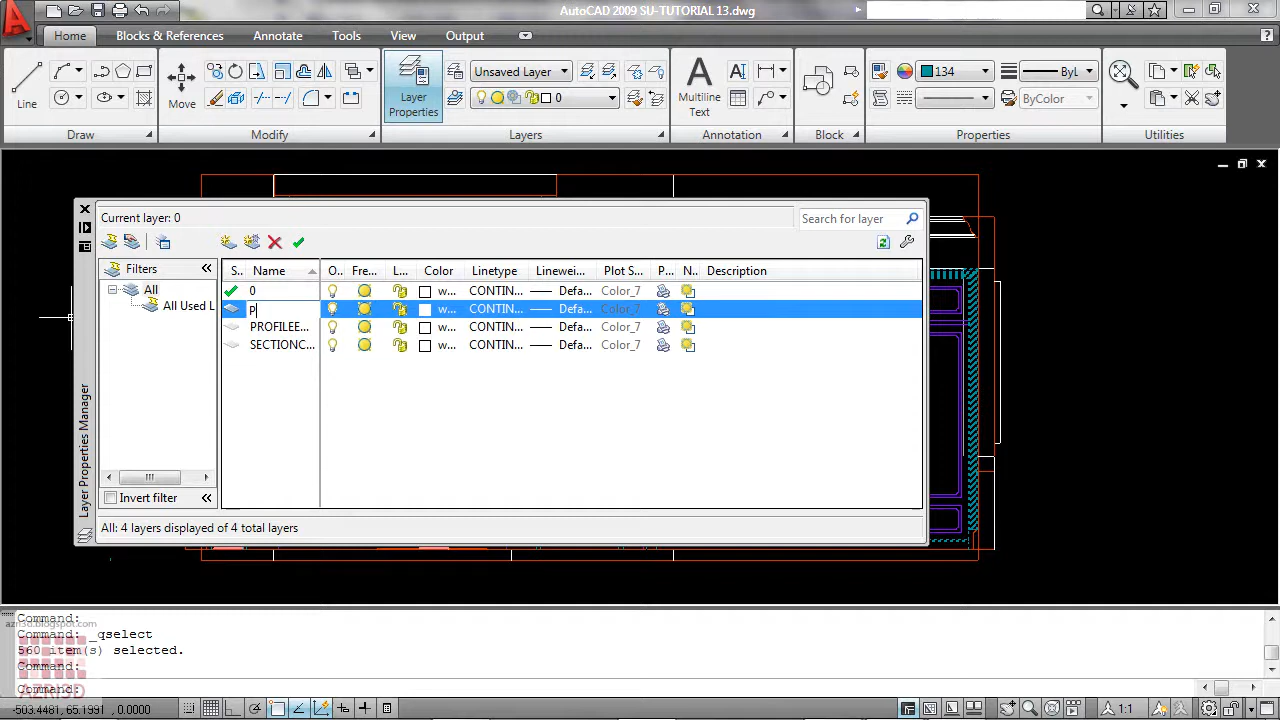 AutoCAD 2009 SU-TUTORIAL 13.dwg
Home
Blocks & References
Annotate
Tools
View
Output
Line
Move
Layer
Properties
Unsaved Layer
0
A
Multiline
Text
134
ByL
ByColor
Draw
Modify
Layers
Annotation
Block
Properties
Utilities
Current layer: 0
Search for layer
Filters
All
All Used L
Invert filter
Layer Properties Manager
S.. Name O.. Fre... L... Color Linetype Linewei... Plot S... P... N.. Description
0 w... CONTIN... Defa... Color_7
p w... CONTIN... Defa... Color_7
PROFILEE... w... CONTIN... Defa... Color_7
SECTIONC... w... CONTIN... Defa... Color_7
All: 4 layers displayed of 4 total layers
Command:
azri3d.blogspot.com
Command: _qselect
560 item(s) selected.
Command:
Command:
AZRI3D
-503.4481, 65.1991, 0.0000
1:1